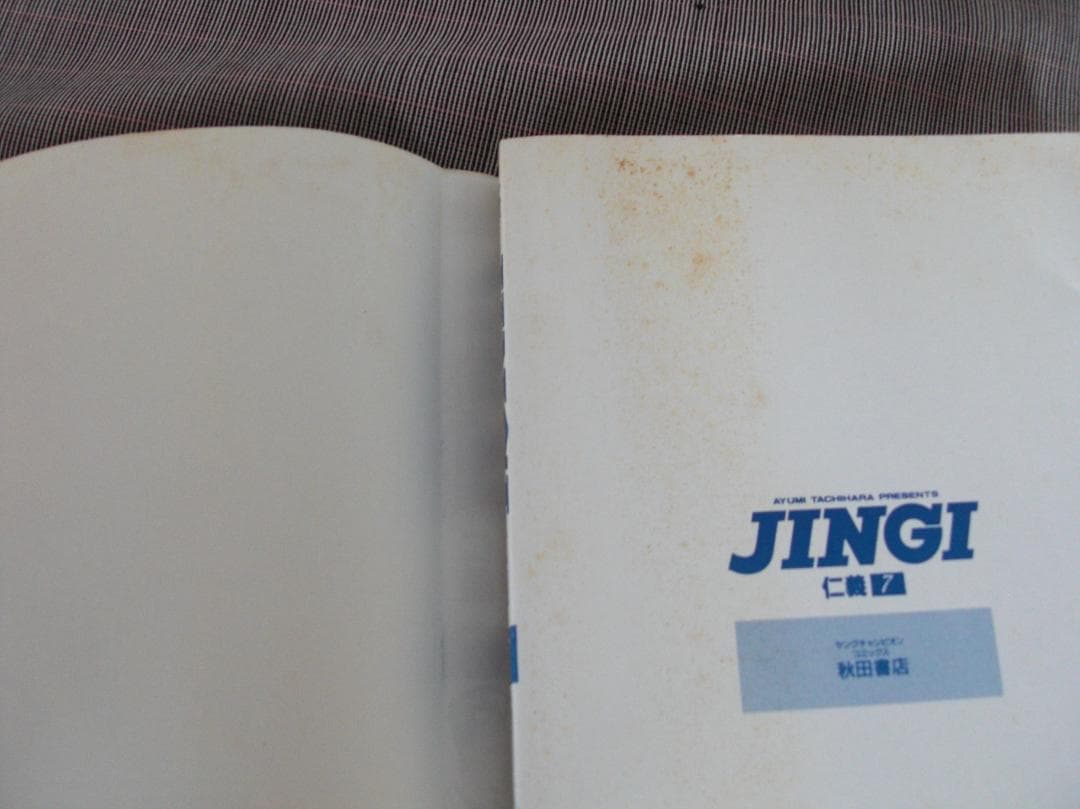 AYUMI TACHIHARA PRESENTS
JINGI
仁義 7
ヤングチャンピオン
コミックス
秋田書店